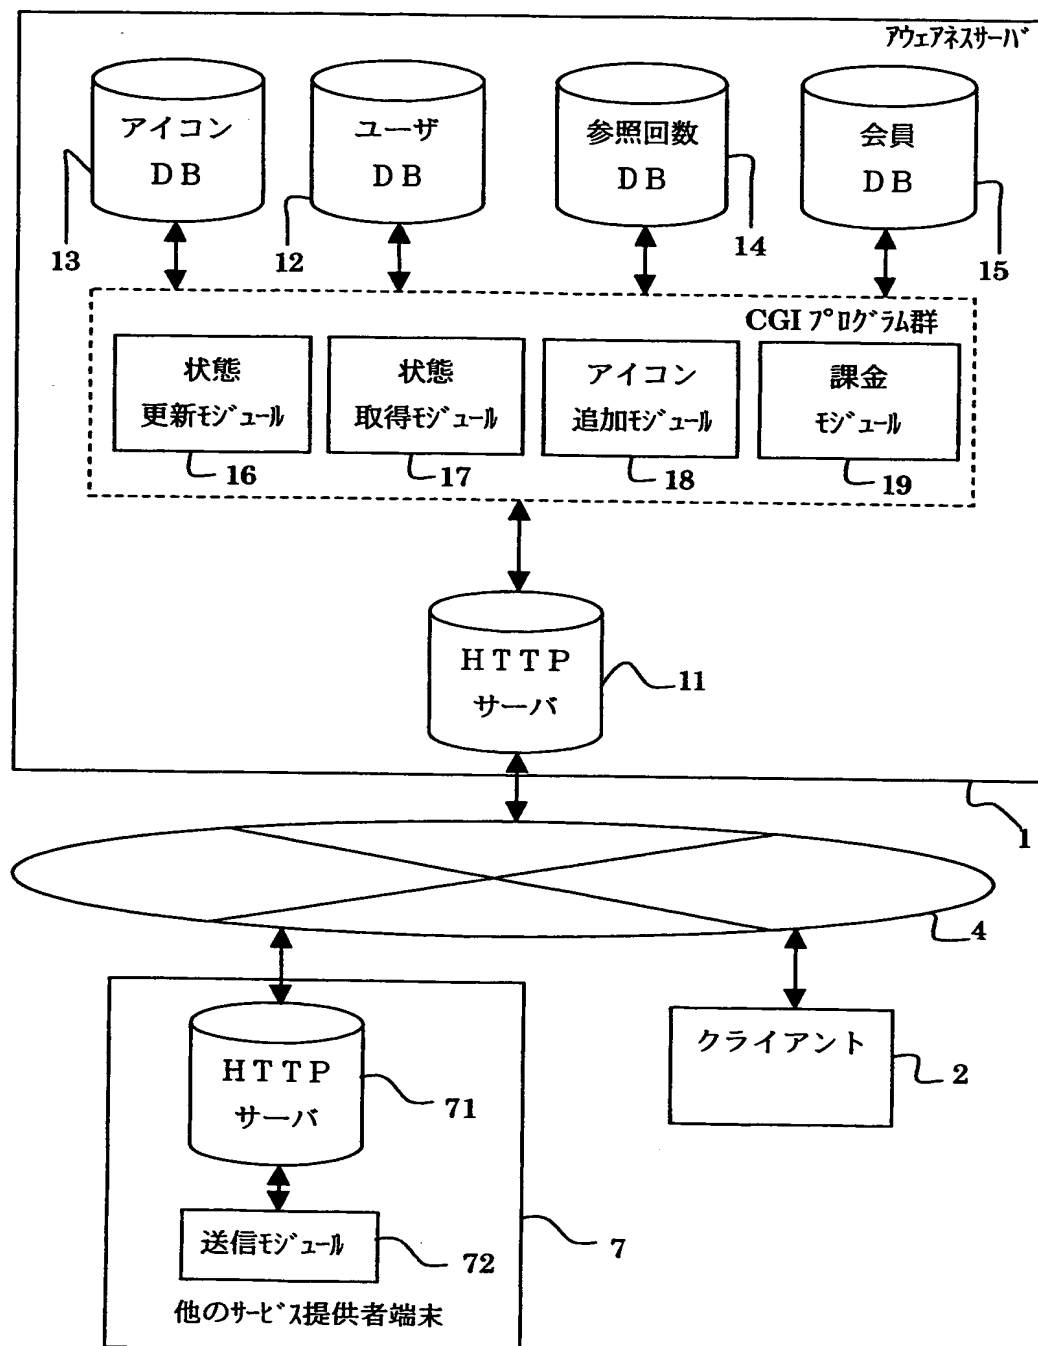 アウェアネスサーバ
アイコン
DB
ユーザ
DB
参照回数
DB
会員
DB
13
12
14
15
CGIプログラム群
状態
更新モジュール
状態
取得モジュール
アイコン
追加モジュール
課金
モジュール
16
17
18
19
HTTP
サーバ
11
1
4
HTTP
サーバ
71
クライアント
2
送信モジュール
72
7
他のサービス提供者端末